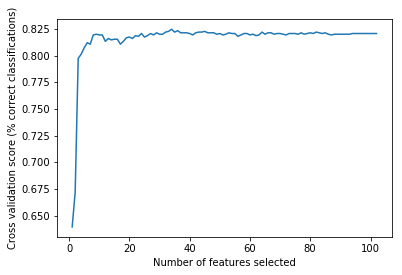 Cross validation score (% correct classifications)
0.825
0.800
0.775
0.750
0.725
0.700
0.675
0.650
0 20 40 60 80 100
Number of features selected